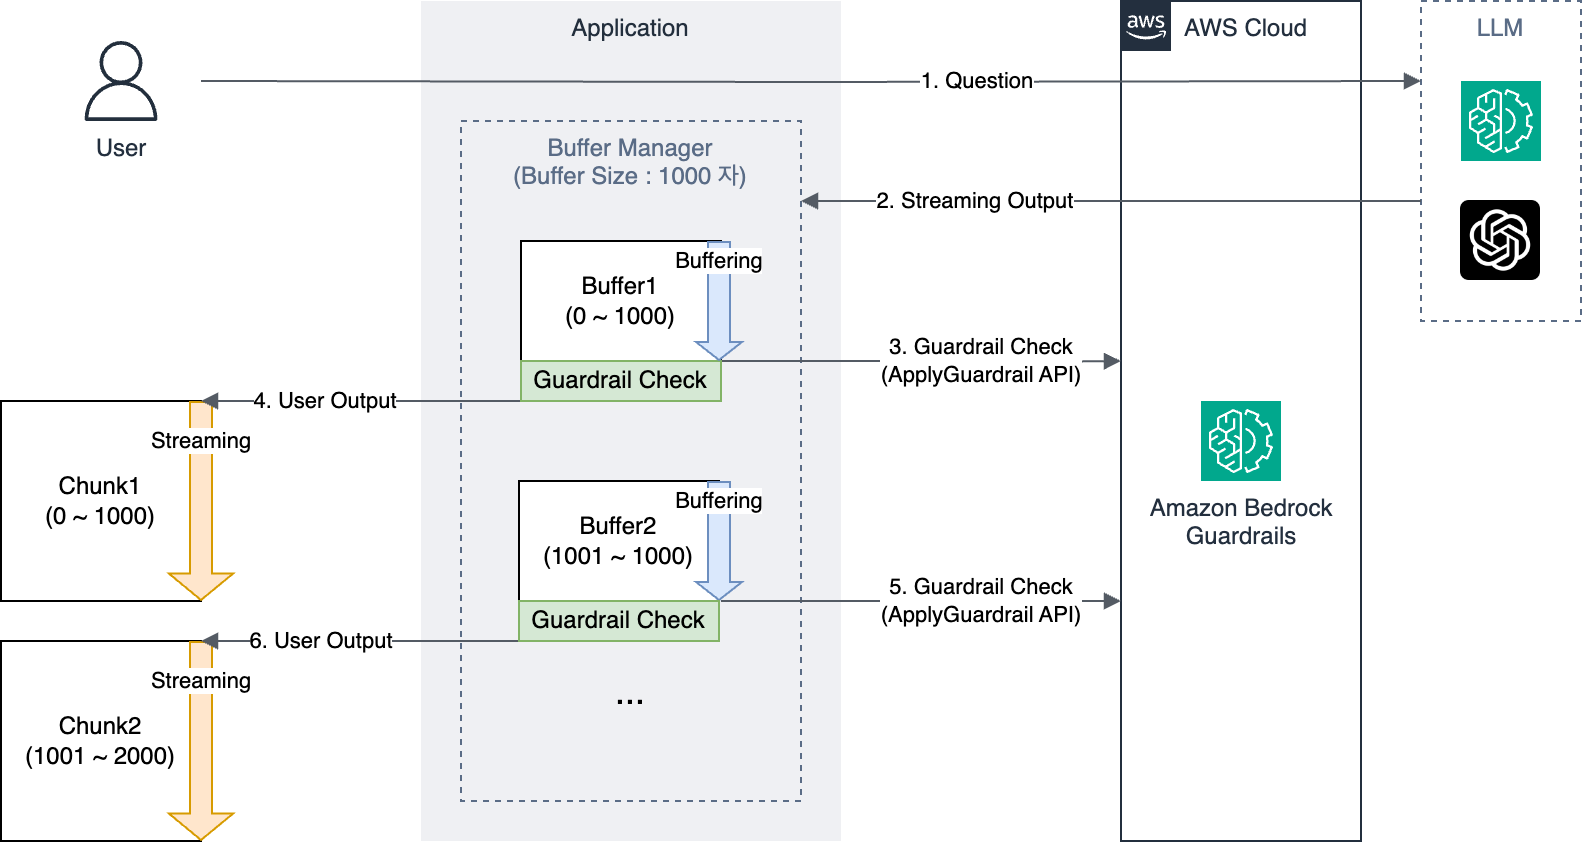 Application
aws
AWS Cloud
LLM
1. Question
User
Buffer Manager
(Buffer Size : 1000 자)
2. Streaming Output
Buffering
Buffer1
(0 ~ 1000)
3. Guardrail Check
(ApplyGuardrail API)
Guardrail Check
4. User Output
Streaming
Chunk1
(0 ~ 1000)
Buffering
Buffer2
(1001 ~ 1000)
Amazon Bedrock
Guardrails
5. Guardrail Check
(ApplyGuardrail API)
Guardrail Check
6. User Output
Streaming
Chunk2
(1001 ~ 2000)
...